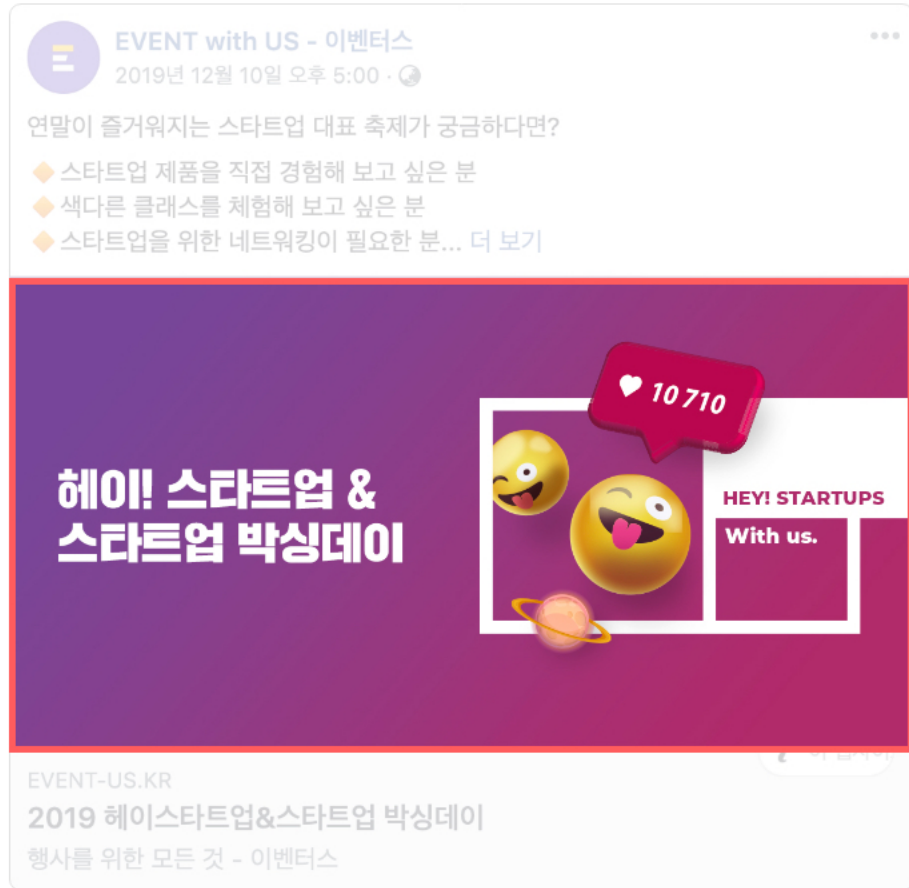 EVENT with US - 이벤터스
2019년 12월 10일 오후 5:00 ·
연말이 즐거워지는 스타트업 대표 축제가 궁금하다면?
스타트업 제품을 직접 경험해 보고 싶은 분
색다른 클래스를 체험해 보고 싶은 분
스타트업을 위한 네트워킹이 필요한 분... 더 보기
10 710
헤이! 스타트업 &
스타트업 박싱데이
HEY! STARTUPS
With us.
EVENT-US.KR
2019 헤이스타트업&스타트업 박싱데이
행사를 위한 모든 것 - 이벤터스